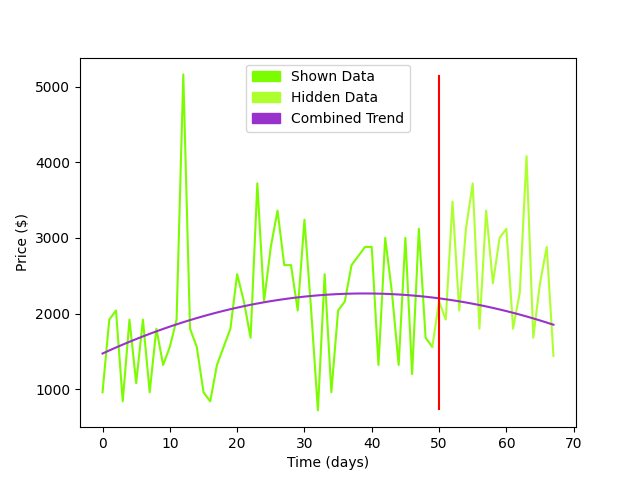 Shown Data
Hidden Data
Combined Trend
Price ($)
5000
4000
3000
2000
1000
0 10 20 30 40 50 60 70
Time (days)